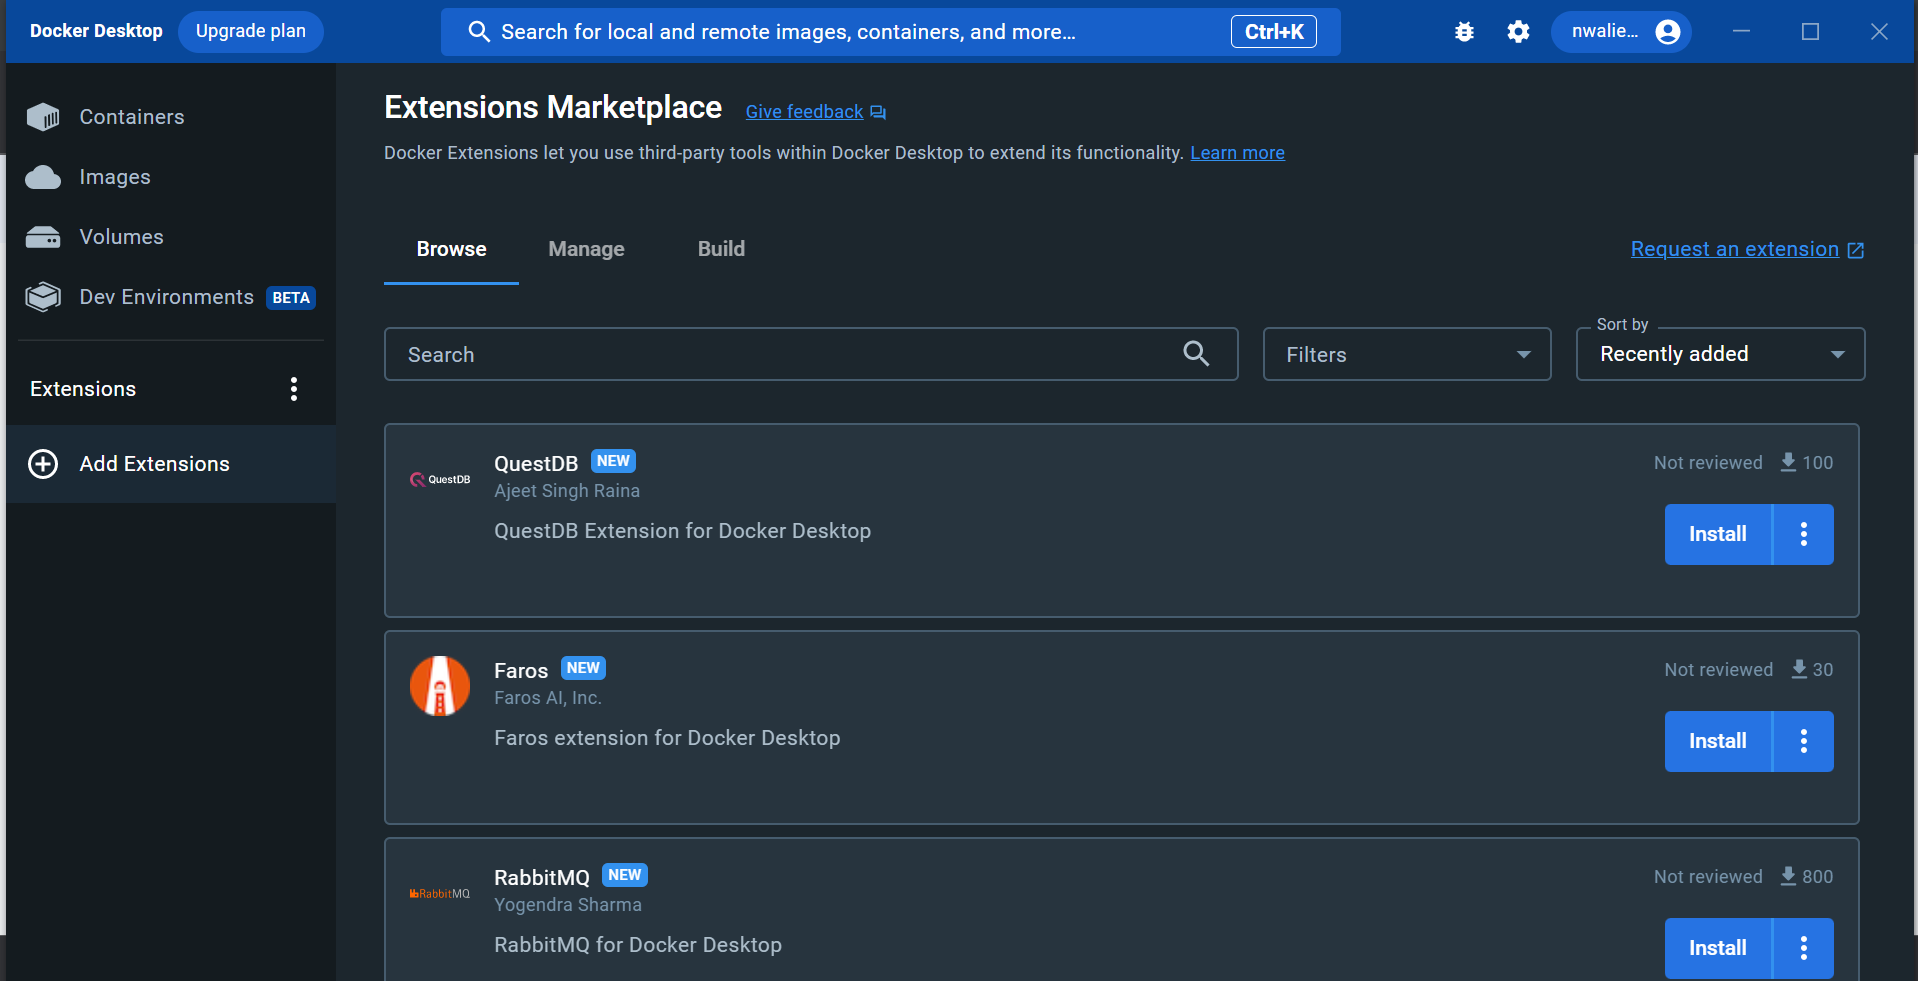 Docker Desktop
Upgrade plan
Search for local and remote images, containers, and more...
Ctrl+K
nwalie...
Containers
Images
Volumes
Dev Environments BETA
Extensions
Add Extensions
Extensions Marketplace
Give feedback
Docker Extensions let you use third-party tools within Docker Desktop to extend its functionality. Learn more
Browse
Manage
Build
Request an extension
Search
Filters
Sort by
Recently added
QuestDB
QuestDB NEW
Ajeet Singh Raina
QuestDB Extension for Docker Desktop
Not reviewed 100
Install
Faros NEW
Faros AI, Inc.
Faros extension for Docker Desktop
Not reviewed 30
Install
RabbitMQ
RabbitMQ NEW
Yogendra Sharma
RabbitMQ for Docker Desktop
Not reviewed 800
Install